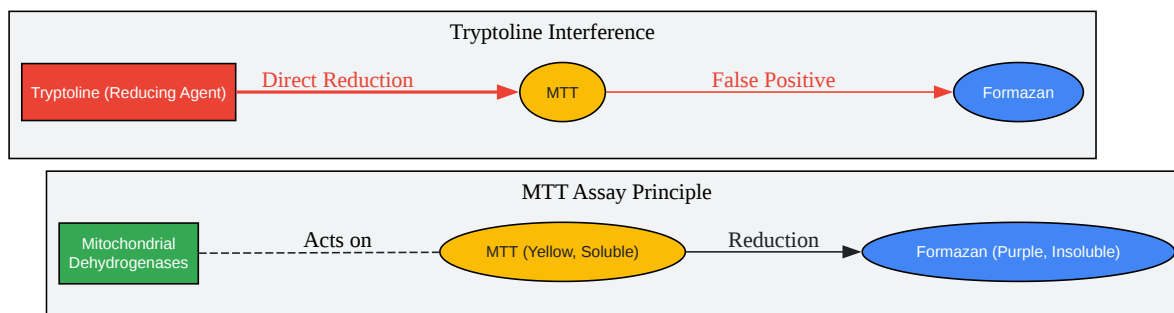 Tryptoline Interference
Tryptoline (Reducing Agent)
Direct Reduction
MTT
False Positive
Formazan
MTT Assay Principle
Mitochondrial
Dehydrogenases
Acts on
MTT (Yellow, Soluble)
Reduction
Formazan (Purple, Insoluble)